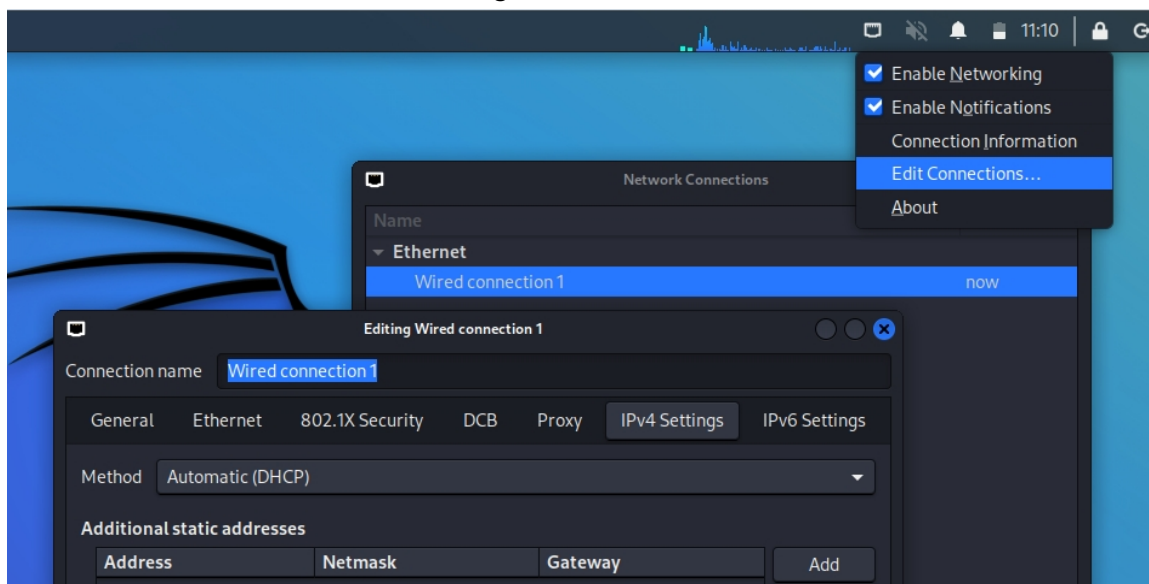 11:10
Enable Networking
Enable Notifications
Connection Information
Edit Connections...
About
Network Connections
Name
Ethernet
Wired connection 1 now
Editing Wired connection 1
Connection name Wired connection 1
General Ethernet 802.1X Security DCB Proxy IPv4 Settings IPv6 Settings
Method Automatic (DHCP)
Additional static addresses
Address Netmask Gateway Add